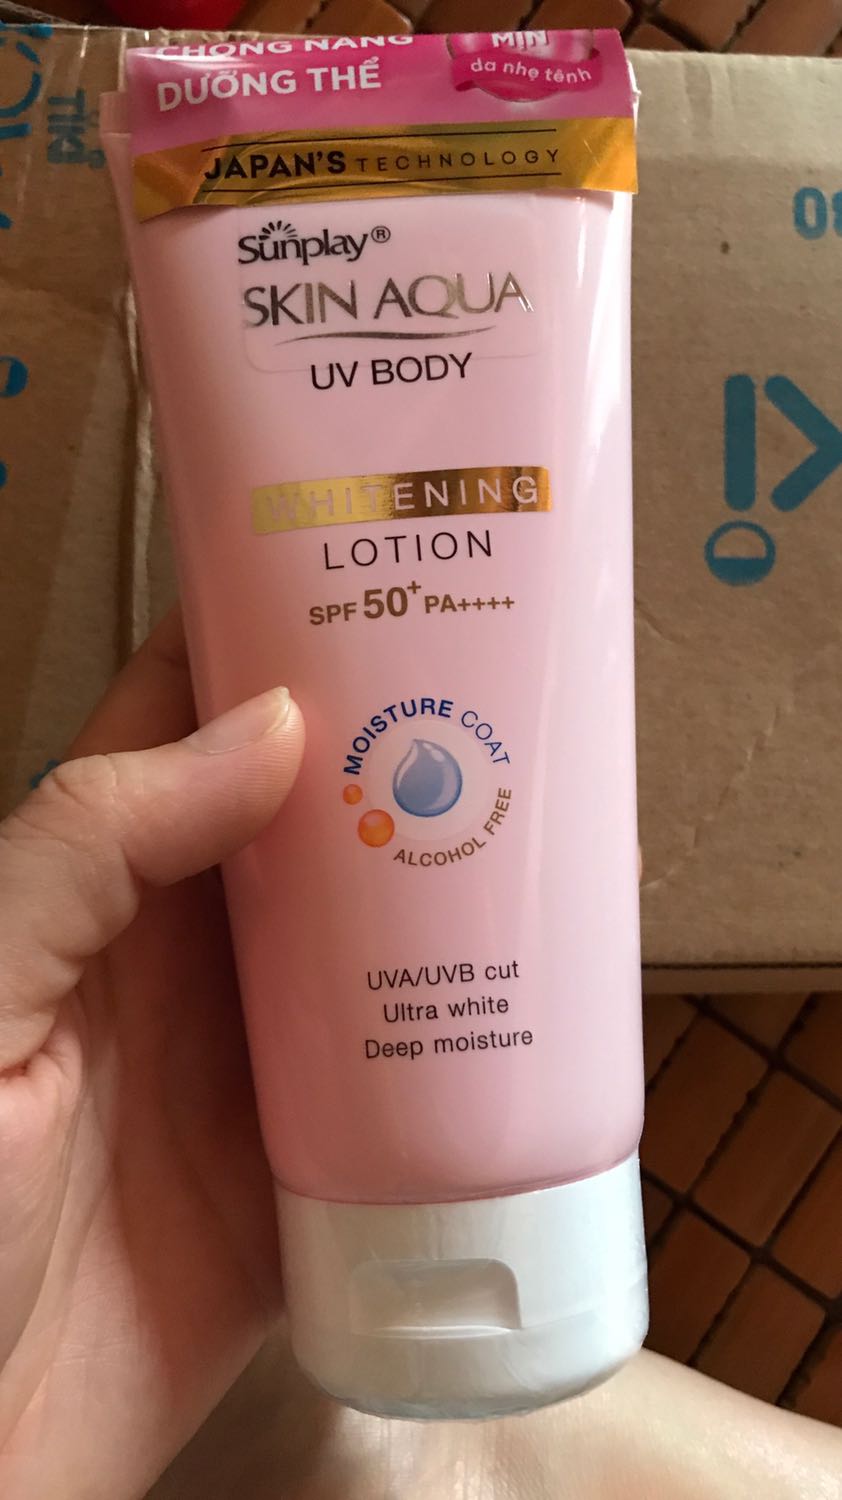 CHỐNG NẮNG
DƯỠNG THỂ
MỊN
da nhẹ tênh
JAPAN'S TECHNOLOGY
Sunplay®
SKIN AQUA
UV BODY
WHITENING
LOTION
SPF 50+ PA++++
MOISTURE COAT
ALCOHOL FREE
UVA/UVB cut
Ultra white
Deep moisture
Tiki